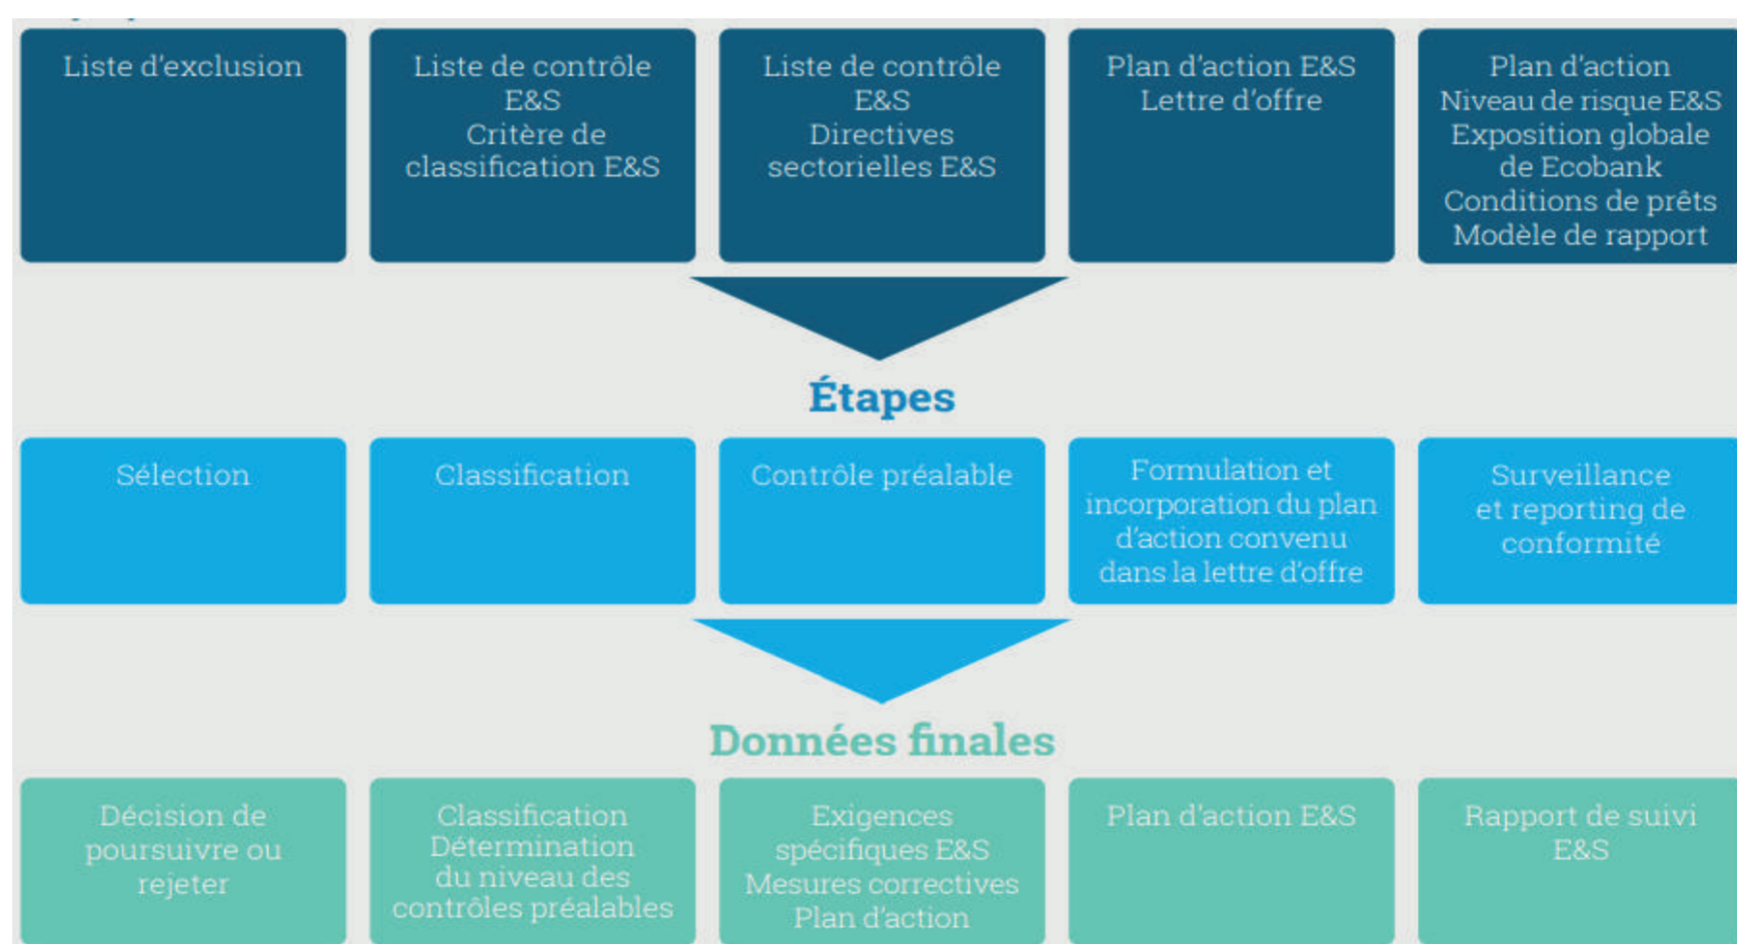 Liste d'exclusion
Liste de contrôle
E&S
Critère de
classification E&S
Liste de contrôle
E&S
Directives
sectorielles E&S
Plan d'action E&S
Lettre d'offre
Plan d'action
Niveau de risque E&S
Exposition globale
de Ecobank
Conditions de prêts
Modèle de rapport
Étapes
Sélection
Classification
Contrôle préalable
Formulation et
incorporation du plan
d'action convenu
dans la lettre d'offre
Surveillance
et reporting de
conformité
Données finales
Décision de
poursuivre ou
rejeter
Classification
Détermination
du niveau des
contrôles préalables
Exigences
spécifiques E&S
Mesures correctives
Plan d'action
Plan d'action E&S
Rapport de suivi
E&S